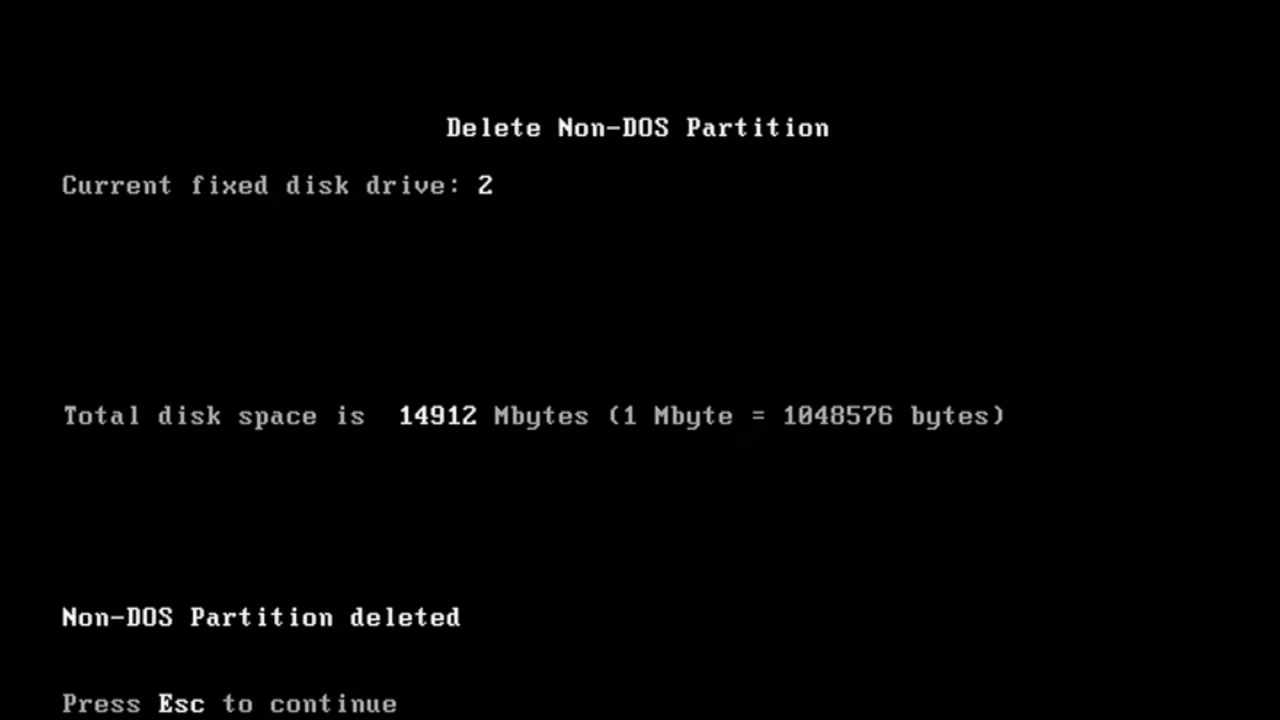 Delete Non-DOS Partition
Current fixed disk drive: 2
Total disk space is  14912 Mbytes (1 Mbyte = 1048576 bytes)
Non-DOS Partition deleted
Press Esc to continue